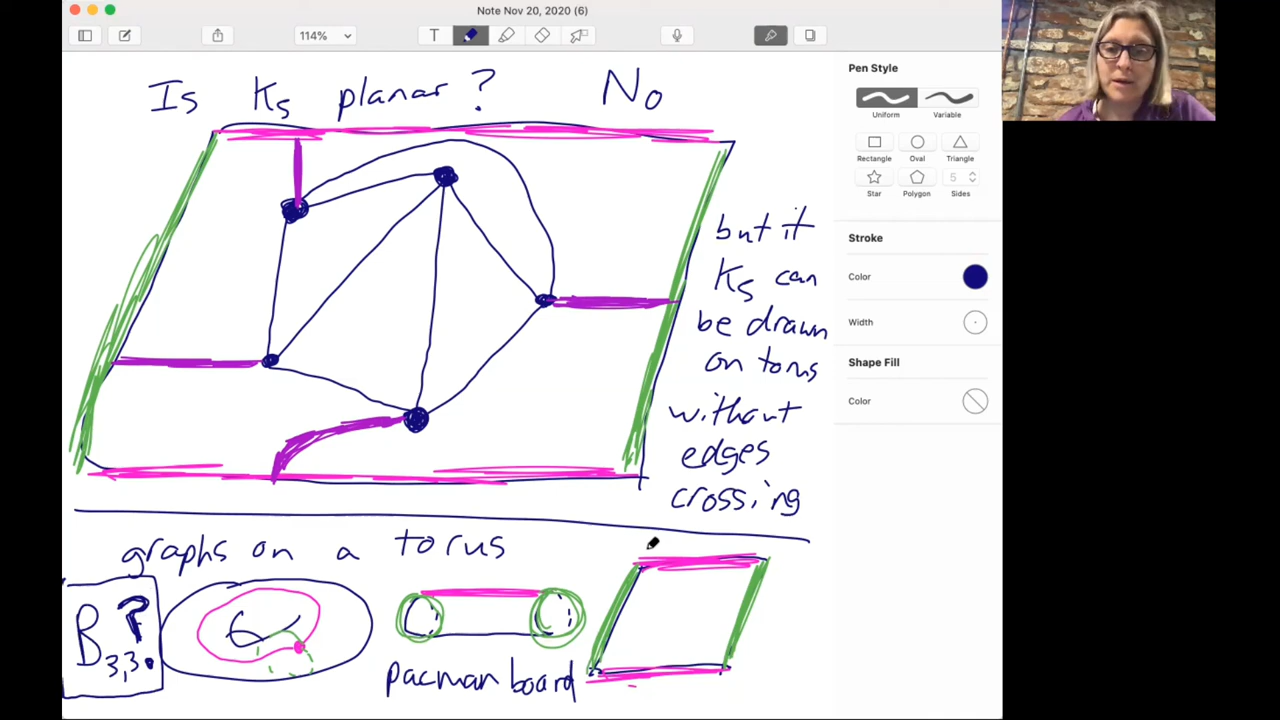 Note Nov 20, 2020 (6)
114%
T
Is K5 planar? No
but it
K5 can
be drawn
on torus
without
edges
crossing
graphs on a torus
B3,3?
pacman board
Pen Style
Uniform
Variable
Rectangle
Oval
Triangle
Star
Polygon
5
Sides
Stroke
Color
Width
Shape Fill
Color